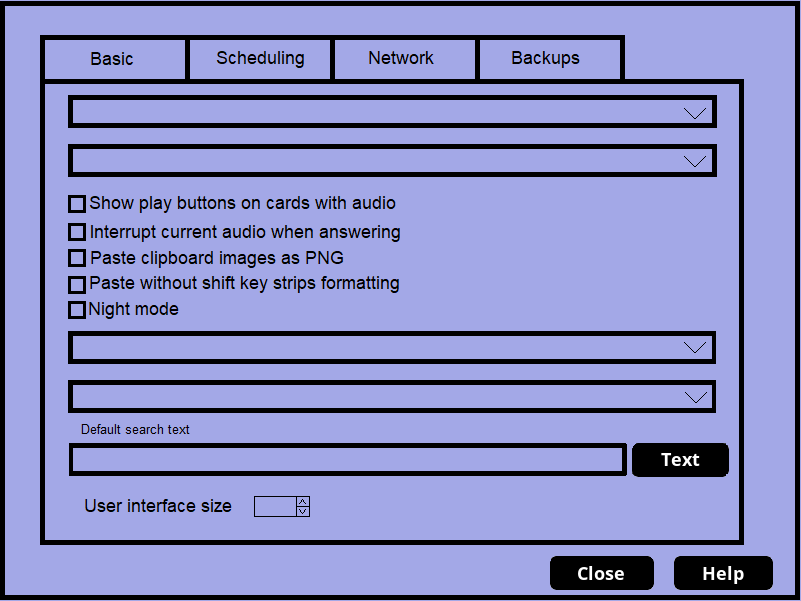 Basic Scheduling Network Backups
Show play buttons on cards with audio
Interrupt current audio when answering
Paste clipboard images as PNG
Paste without shift key strips formatting
Night mode
Default search text
Text
User interface size
Close Help